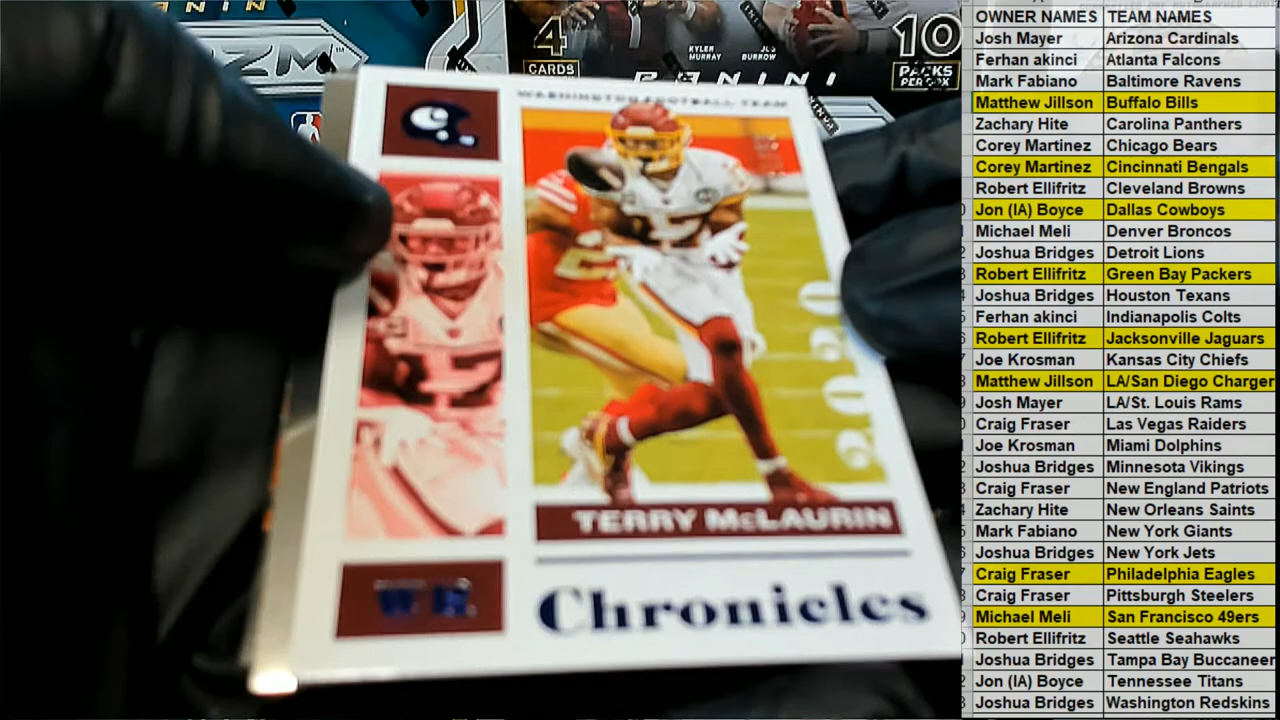 PANINI
ZM
4
CARDS
KYLER
MURRAY
JOE
BURROW
PANINI
10
PACKS
PER BOX
WASHINGTON FOOTBALL TEAM
2020
TERRY McLAURIN
WR
Chronicles
OWNER NAMES TEAM NAMES
Josh Mayer Arizona Cardinals
Ferhan akinci Atlanta Falcons
Mark Fabiano Baltimore Ravens
Matthew Jillson Buffalo Bills
Zachary Hite Carolina Panthers
Corey Martinez Chicago Bears
Corey Martinez Cincinnati Bengals
Robert Ellifritz Cleveland Browns
Jon (IA) Boyce Dallas Cowboys
Michael Meli Denver Broncos
Joshua Bridges Detroit Lions
Robert Ellifritz Green Bay Packers
Joshua Bridges Houston Texans
Ferhan akinci Indianapolis Colts
Robert Ellifritz Jacksonville Jaguars
Joe Krosman Kansas City Chiefs
Matthew Jillson LA/San Diego Charger
Josh Mayer LA/St. Louis Rams
Craig Fraser Las Vegas Raiders
Joe Krosman Miami Dolphins
Joshua Bridges Minnesota Vikings
Craig Fraser New England Patriots
Zachary Hite New Orleans Saints
Mark Fabiano New York Giants
Joshua Bridges New York Jets
Craig Fraser Philadelphia Eagles
Craig Fraser Pittsburgh Steelers
Michael Meli San Francisco 49ers
Robert Ellifritz Seattle Seahawks
Joshua Bridges Tampa Bay Buccaneer
Jon (IA) Boyce Tennessee Titans
Joshua Bridges Washington Redskins